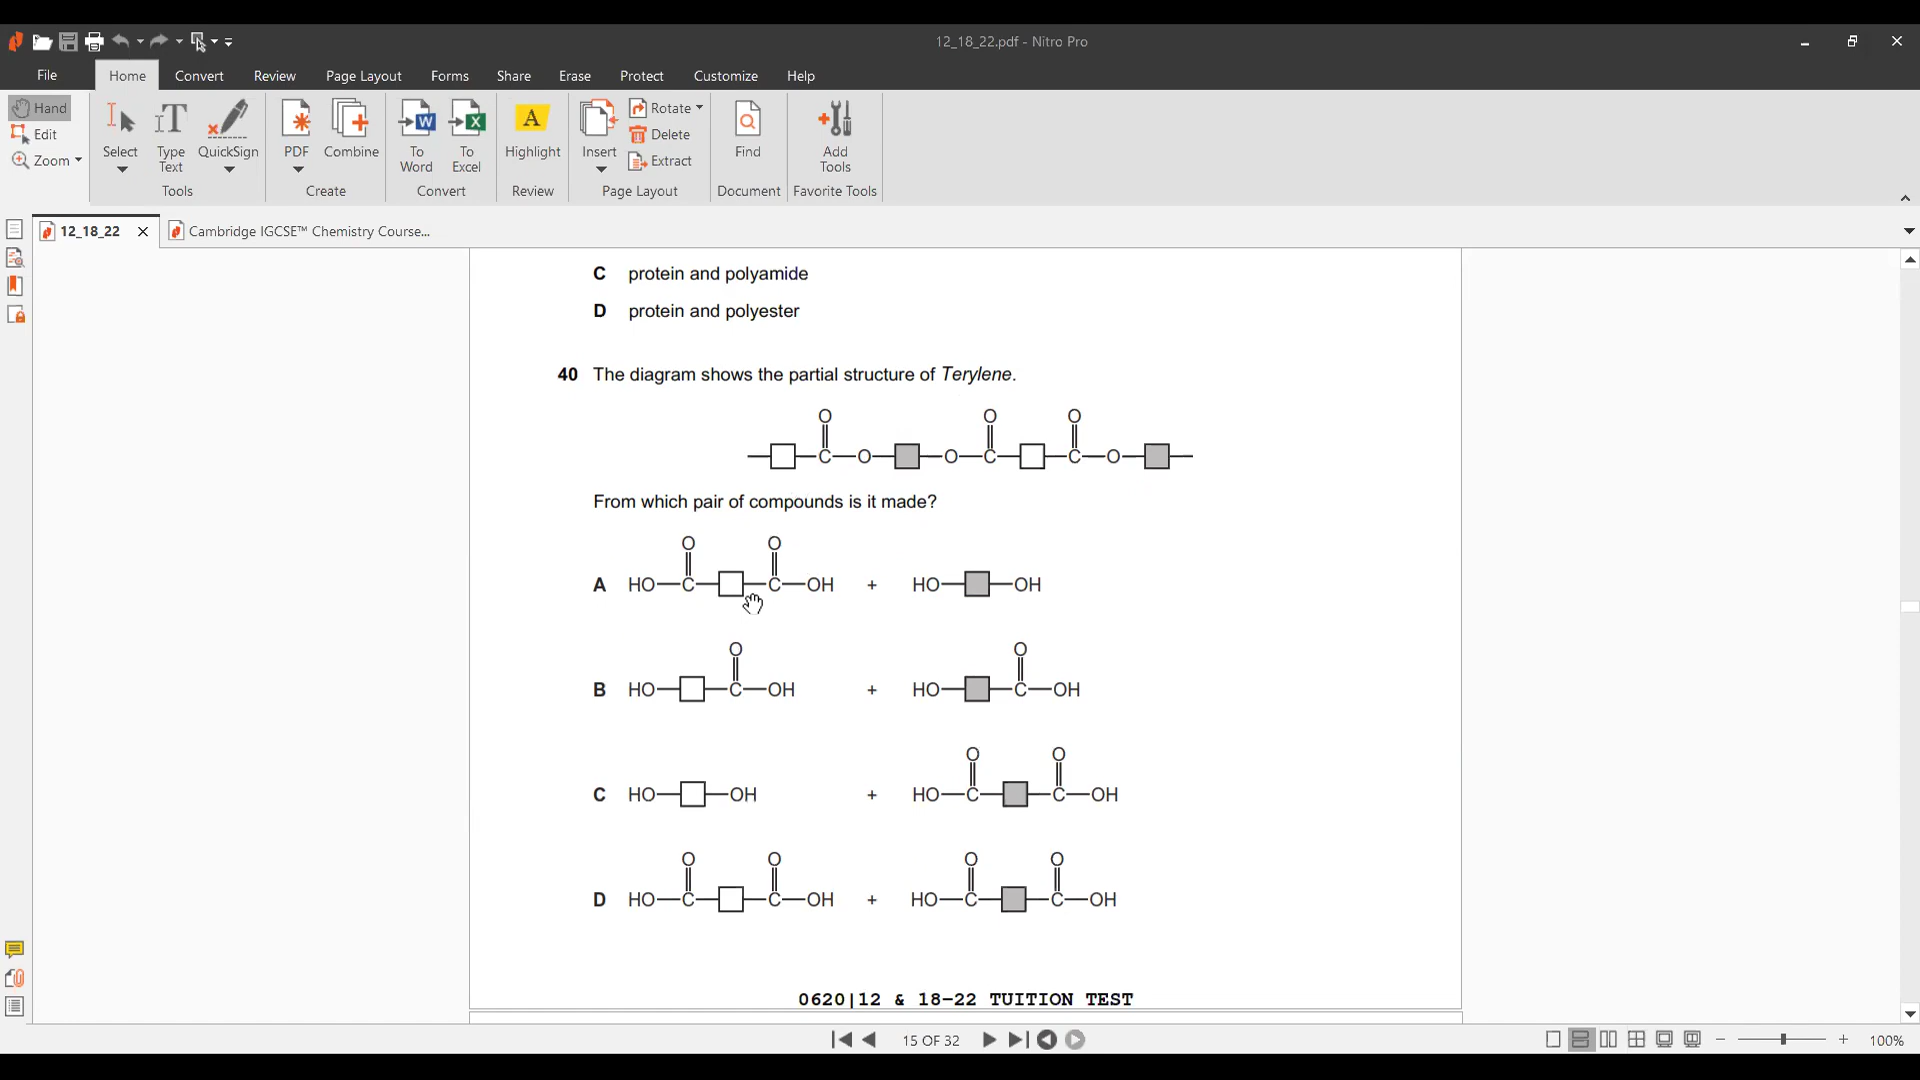 12_18_22.pdf - Nitro Pro
File Home Convert Review Page Layout Forms Share Erase Protect Customize Help
Hand
Edit
Zoom
Select
Type Text
QuickSign
Tools
PDF
Combine
Create
To Word
To Excel
Convert
Highlight
Review
Insert
Rotate
Delete
Extract
Page Layout
Find
Document
Add Tools
Favorite Tools
12_18_22
Cambridge IGCSE™ Chemistry Course...
C protein and polyamide
D protein and polyester
40 The diagram shows the partial structure of Terylene.
O O O
C O O C C O
From which pair of compounds is it made?
O O
A HO C C OH + HO OH
O O
B HO C OH + HO C OH
O O
C HO OH + HO C C OH
O O O O
D HO C C OH + HO C C OH
0620|12 & 18-22 TUITION TEST
15 OF 32
100%